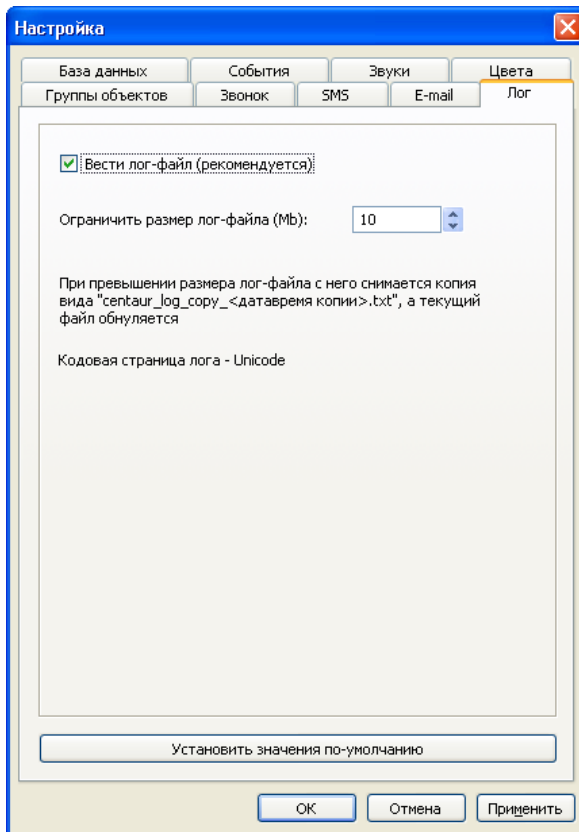 Настройка
База данных
События
Звуки
Цвета
Группы объектов
Звонок
SMS
E-mail
Лог
Вести лог-файл (рекомендуется)
Ограничить размер лог-файла (Mb):
10
При превышении размера лог-файла с него снимается копия
вида "centaur_log_copy_<датавремя копии>.txt", а текущий
файл обнуляется
Кодовая страница лога - Unicode
Установить значения по-умолчанию
OK
Отмена
Применить